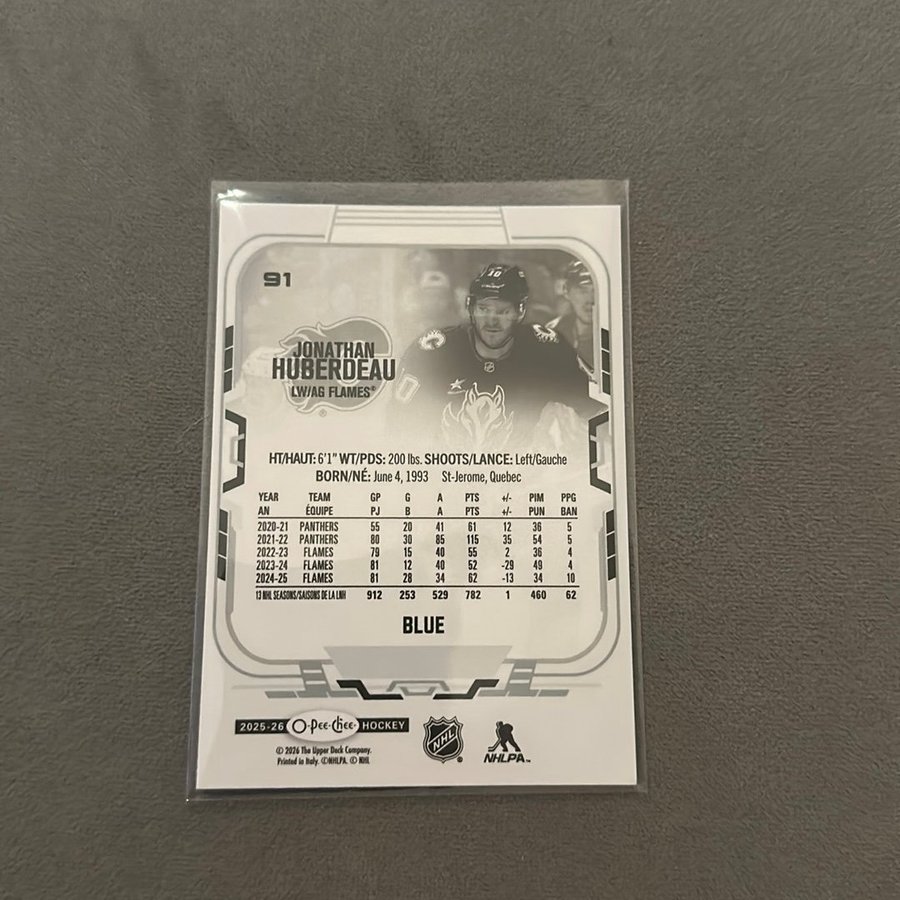 91
10
JONATHAN
HUBERDEAU
LW/AG FLAMES®
®
HT/HAUT: 6'1" WT/PDS: 200 lbs. SHOOTS/LANCE: Left/Gauche
BORN/NÉ: June 4, 1993 St-Jerome, Quebec
YEAR TEAM GP G A PTS +/- PIM PPG
AN ÉQUIPE PJ B A PTS +/- PUN BAN
2020-21 PANTHERS 55 20 41 61 12 36 5
2021-22 PANTHERS 80 30 85 115 35 54 5
2022-23 FLAMES 79 15 40 55 2 36 4
2023-24 FLAMES 81 12 40 52 -29 49 4
2024-25 FLAMES 81 28 34 62 -13 34 10
13 NHL SEASONS/SAISONS DE LA LNH 912 253 529 782 1 460 62
BLUE
2025-26 O-Pee-Chee HOCKEY
© 2026 The Upper Deck Company.
Printed in Italy. ©NHLPA. © NHL
NHL ®
NHLPA™